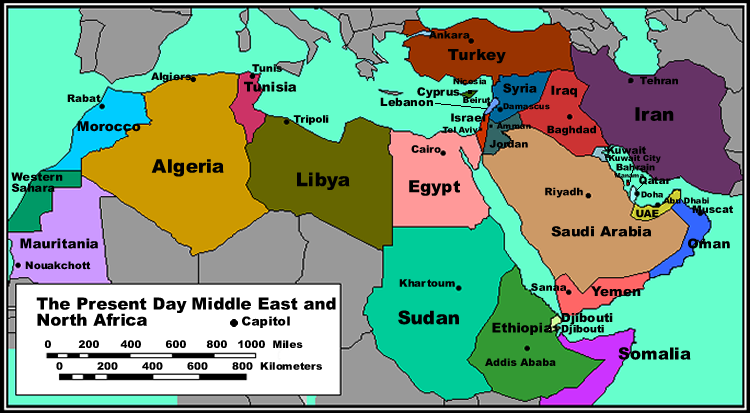 Ankara
Turkey
Tunis
Algiers
Tunisia
Nicosia
Cyprus
Beirut
Lebanon
Syria
Damascus
Iraq
Tehran
Iran
Rabat
Morocco
Tripoli
Israel
Tel Aviv
Amman
Jordan
Baghdad
Cairo
Kuwait
Kuwait City
Bahrain
Manama
Qatar
Doha
Abu Dhabi
UAE
Muscat
Oman
Western
Sahara
Algeria
Libya
Egypt
Riyadh
Saudi Arabia
Mauritania
Nouakchott
Khartoum
Sudan
Sanaa
Yemen
Djibouti
Djibouti
Ethiopia
Addis Ababa
Somalia
The Present Day Middle East and
North Africa
Capitol
0 200 400 600 800 1000 Miles
0 200 400 600 800 Kilometers